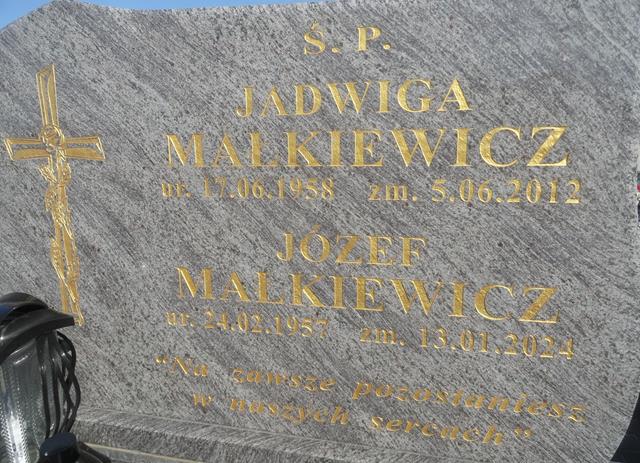 Ś. P.
JADWIGA
MAŁKIEWICZ
ur. 17.06.1958 zm. 5.06.2012
JÓZEF
MAŁKIEWICZ
ur. 24.02.1957 zm. 13.01.2024
"Na zawsze pozostaniesz
w naszych sercach"